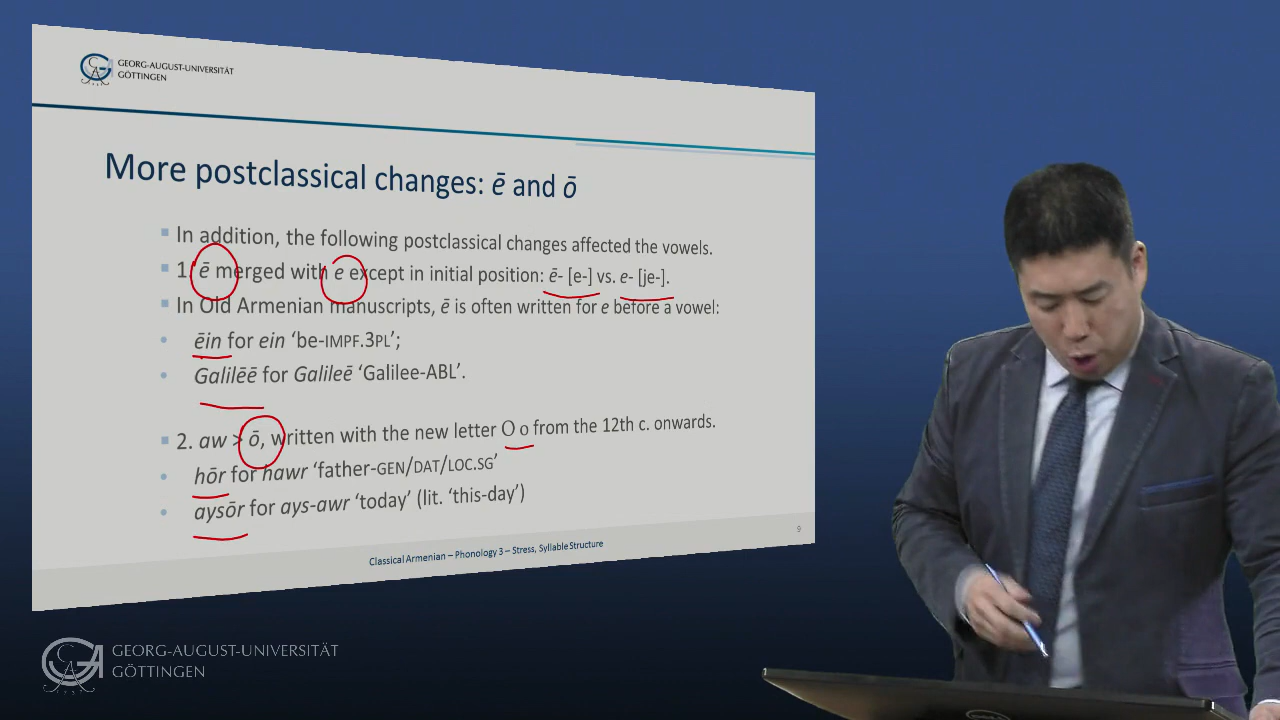 GEORG-AUGUST-UNIVERSITÄT
GÖTTINGEN
More postclassical changes: ē and ō
In addition, the following postclassical changes affected the vowels.
1. ē merged with e except in initial position: ē- [e-] vs. e- [je-].
In Old Armenian manuscripts, ē is often written for e before a vowel:
ēin for ein ‘be-IMPF.3PL’;
Galilēē for Galileē ‘Galilee-ABL’.
2. aw > ō, written with the new letter O o from the 12th c. onwards.
hōr for hawr ‘father-GEN/DAT/LOC.SG’
aysōr for ays-awr ‘today’ (lit. ‘this-day’)
9
Classical Armenian – Phonology 3 – Stress, Syllable Structure
GEORG-AUGUST-UNIVERSITÄT
GÖTTINGEN